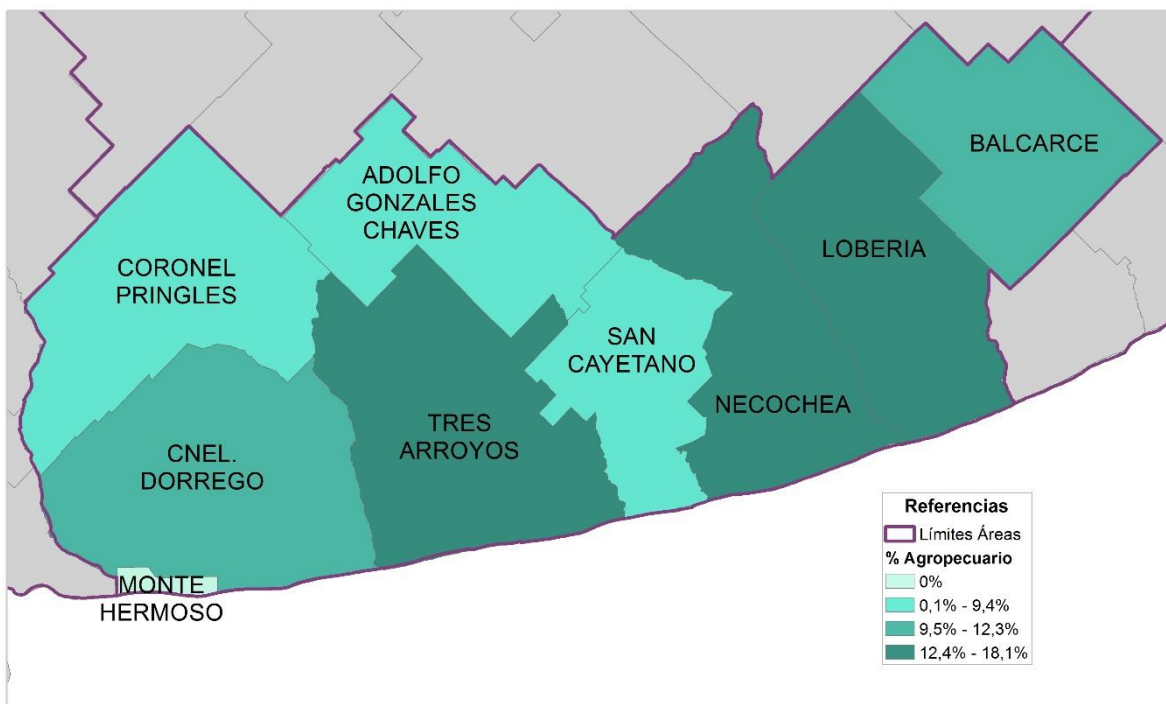 BALCARCE
ADOLFO
GONZALES
CHAVES
LOBERIA
CORONEL
PRINGLES
SAN
CAYETANO
NECOCHEA
TRES
ARROYOS
CNEL.
DORREGO
MONTE
HERMOSO
Referencias
Límites Áreas
% Agropecuario
0%
0,1% - 9,4%
9,5% - 12,3%
12,4% - 18,1%